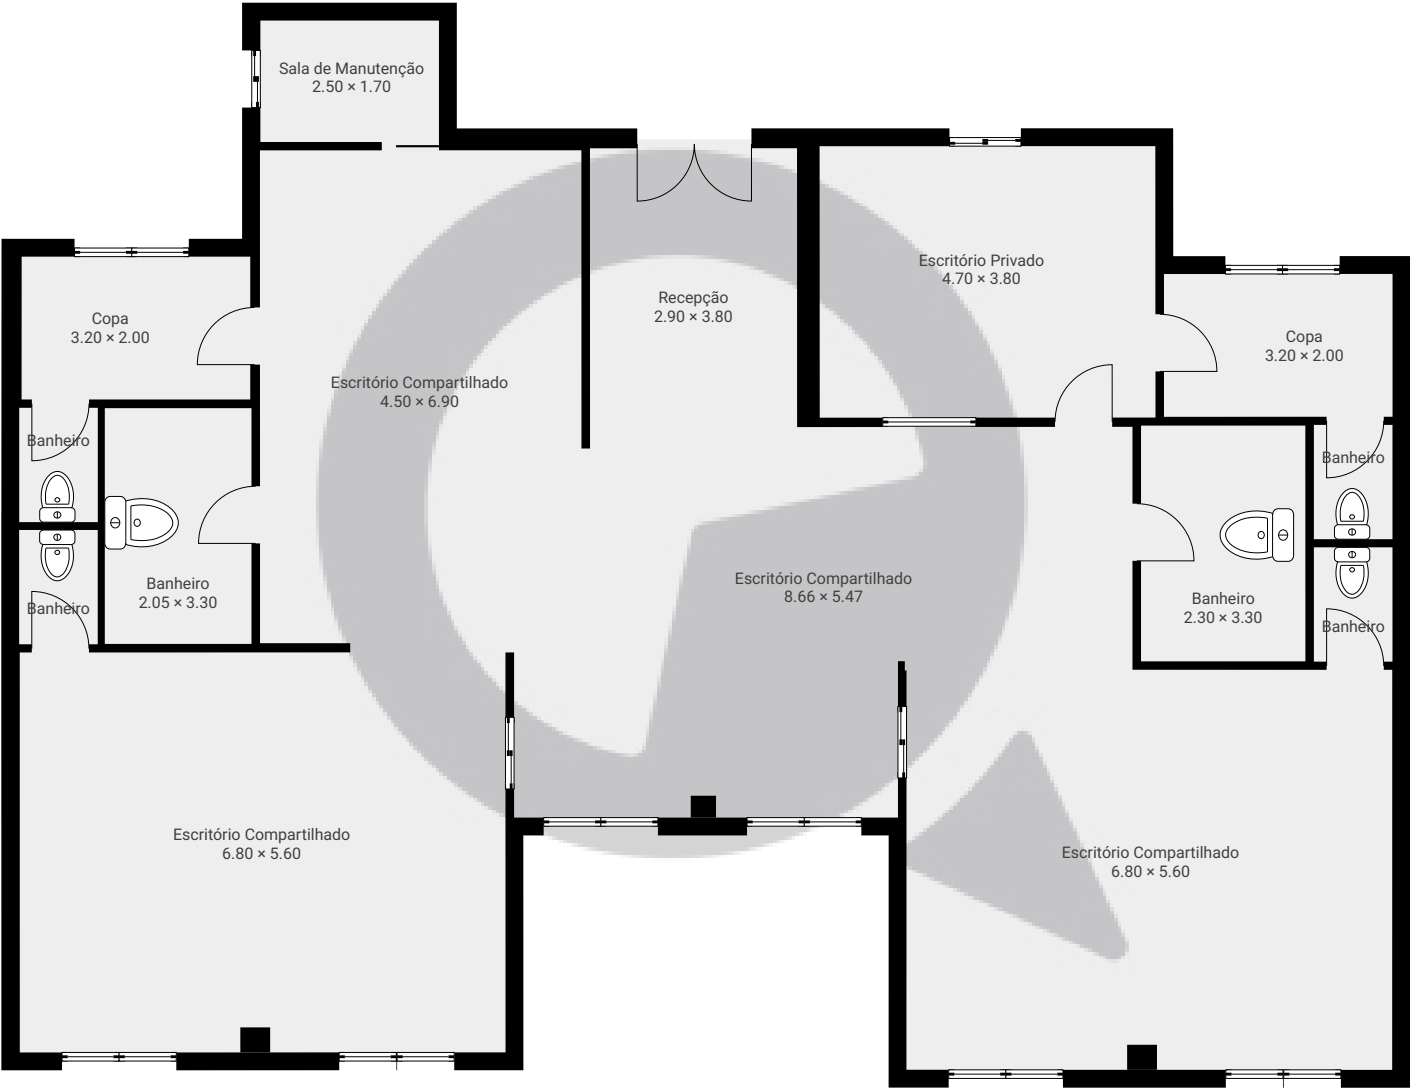 Sala de Manutenção
2.50 × 1.70
Escritório Privado
4.70 × 3.80
Recepção
2.90 × 3.80
Copa
3.20 × 2.00
Copa
3.20 × 2.00
Escritório Compartilhado
4.50 × 6.90
Banheiro
Banheiro
Escritório Compartilhado
8.66 × 5.47
Banheiro
2.05 × 3.30
Banheiro
2.30 × 3.30
Banheiro
Banheiro
Escritório Compartilhado
6.80 × 5.60
Escritório Compartilhado
6.80 × 5.60